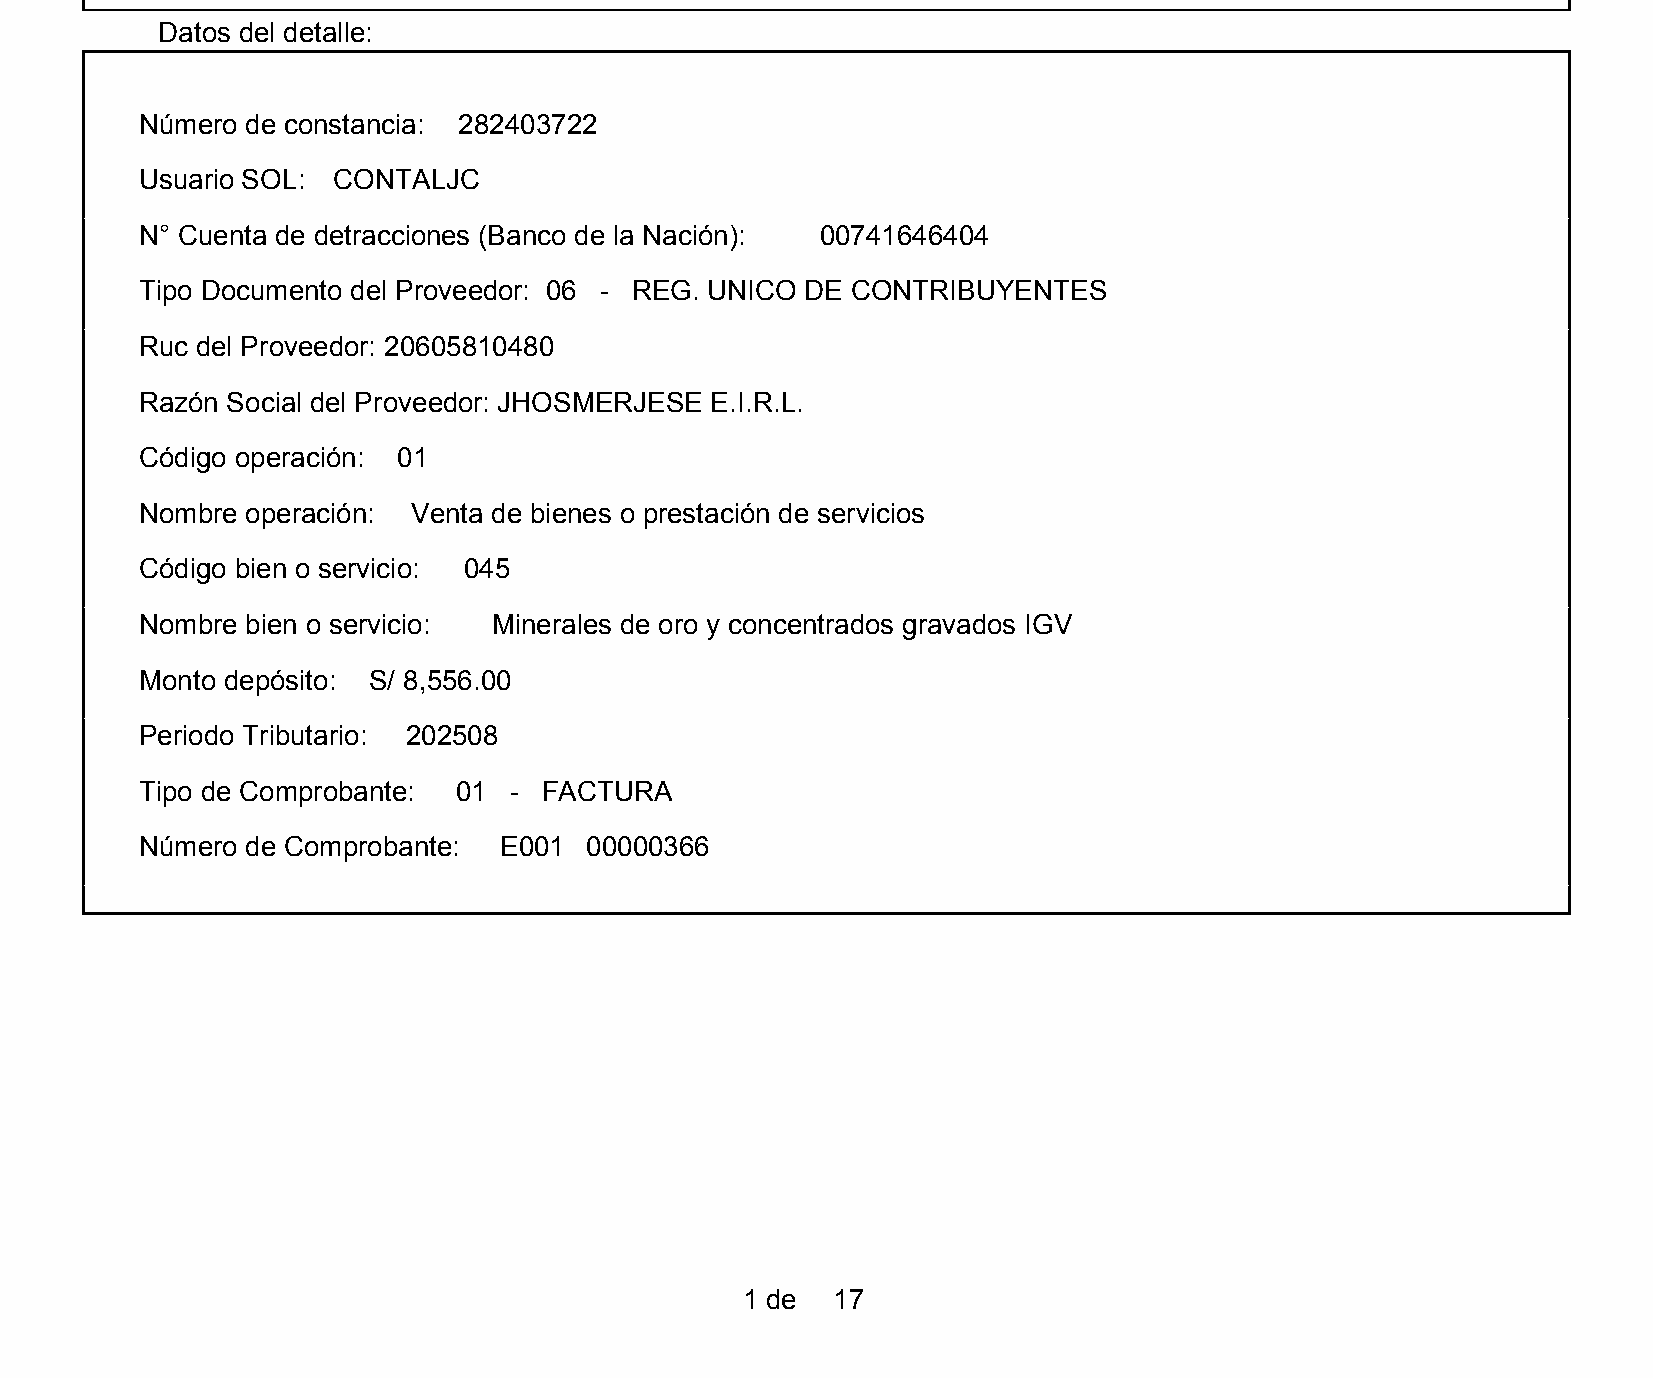 Datos del detalle:
Número de constancia: 282403722
Usuario SOL: CONTALJC
N° Cuenta de detracciones (Banco de la Nación): 00741646404
Tipo Documento del Proveedor: 06 - REG. UNICO DE CONTRIBUYENTES
Ruc del Proveedor: 20605810480
Razón Social del Proveedor: JHOSMERJESE E.I.R.L.
Código operación: 01
Nombre operación: Venta de bienes o prestación de servicios
Código bien o servicio: 045
Nombre bien o servicio: Minerales de oro y concentrados gravados IGV
Monto depósito: S/ 8,556.00
Periodo Tributario: 202508
Tipo de Comprobante: 01 - FACTURA
Número de Comprobante: E001 00000366
1 de 17